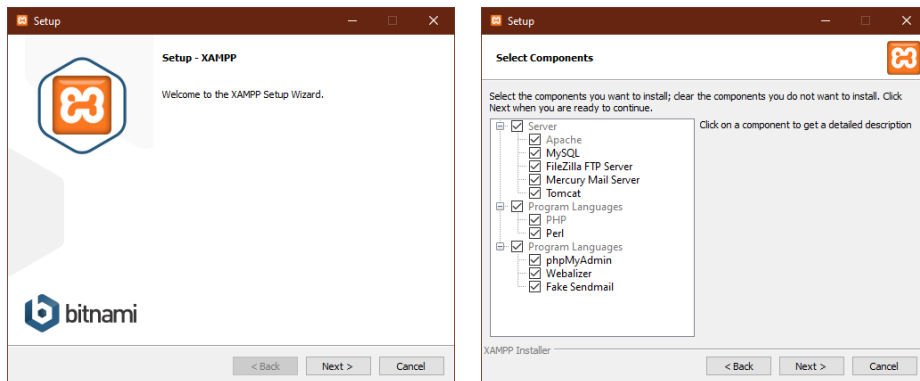 Setup
Setup - XAMPP
Welcome to the XAMPP Setup Wizard.
bitnami
< Back
Next >
Cancel
Setup
Select Components
Select the components you want to install; clear the components you do not want to install. Click
Next when you are ready to continue.
Server
Apache
MySQL
FileZilla FTP Server
Mercury Mail Server
Tomcat
Program Languages
PHP
Perl
Program Languages
phpMyAdmin
Webalizer
Fake Sendmail
Click on a component to get a detailed description
XAMPP Installer
< Back
Next >
Cancel